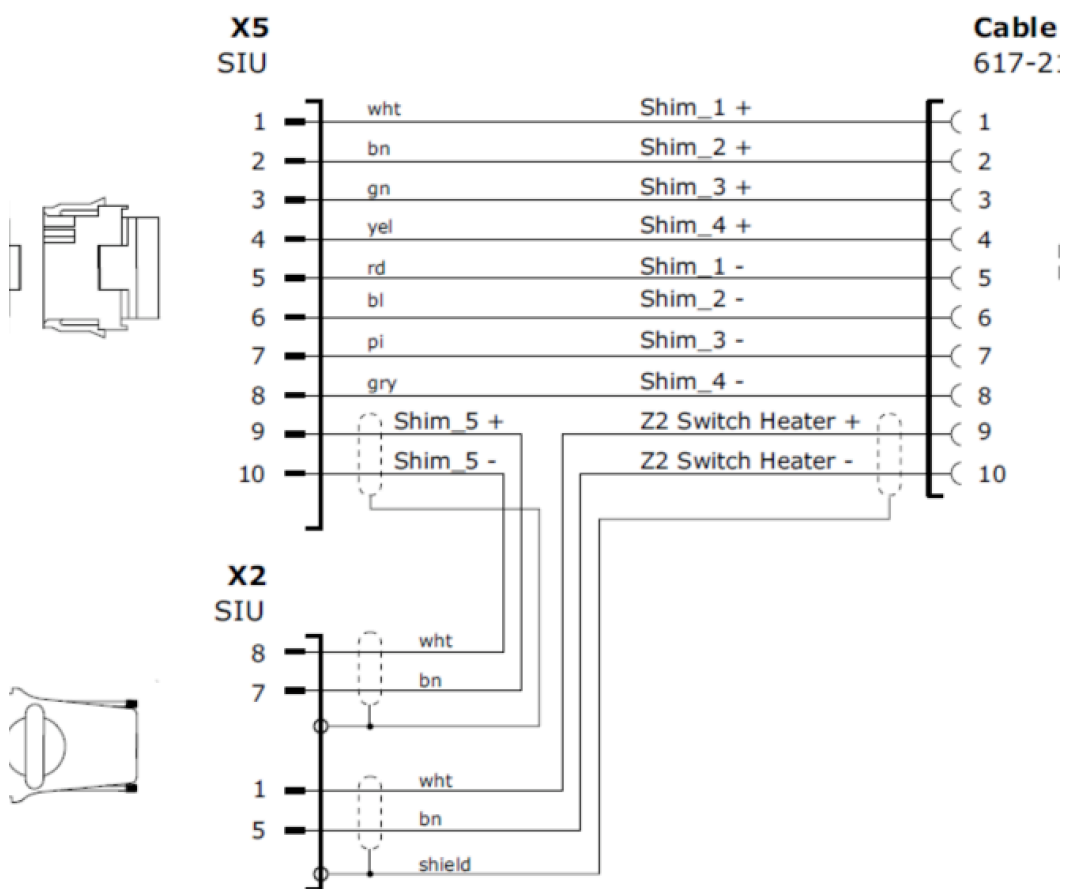 X5 Cable
SIU 617-21
1 wht Shim_1 + 1
2 bn Shim_2 + 2
3 gn Shim_3 + 3
4 yel Shim_4 + 4
5 rd Shim_1 - 5
6 bl Shim_2 - 6
7 pi Shim_3 - 7
8 gry Shim_4 - 8
9 Shim_5 + Z2 Switch Heater + 9
10 Shim_5 - Z2 Switch Heater - 10
X2
SIU
8 wht
7 bn
1 wht
5 bn
shield